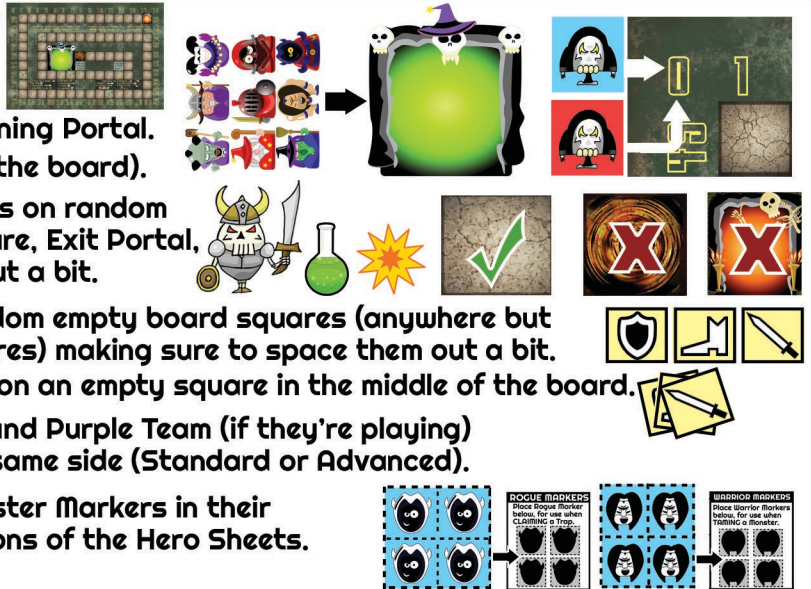 0 1
54
ning Portal.
the board).
s on random
are, Exit Portal,
ut a bit.
X X
dom empty board squares (anywhere but
res) making sure to space them out a bit.
on an empty square in the middle of the board.
and Purple Team (if they’re playing)
same side (Standard or Advanced).
ster Markers in their
ons of the Hero Sheets.
ROGUE MARKERS
Place Rogue Marker
below, for use when
CLAIMING a Trap.
WARRIOR MARKERS
Place Warrior Markers
below, for use when
TAMING a Monster.